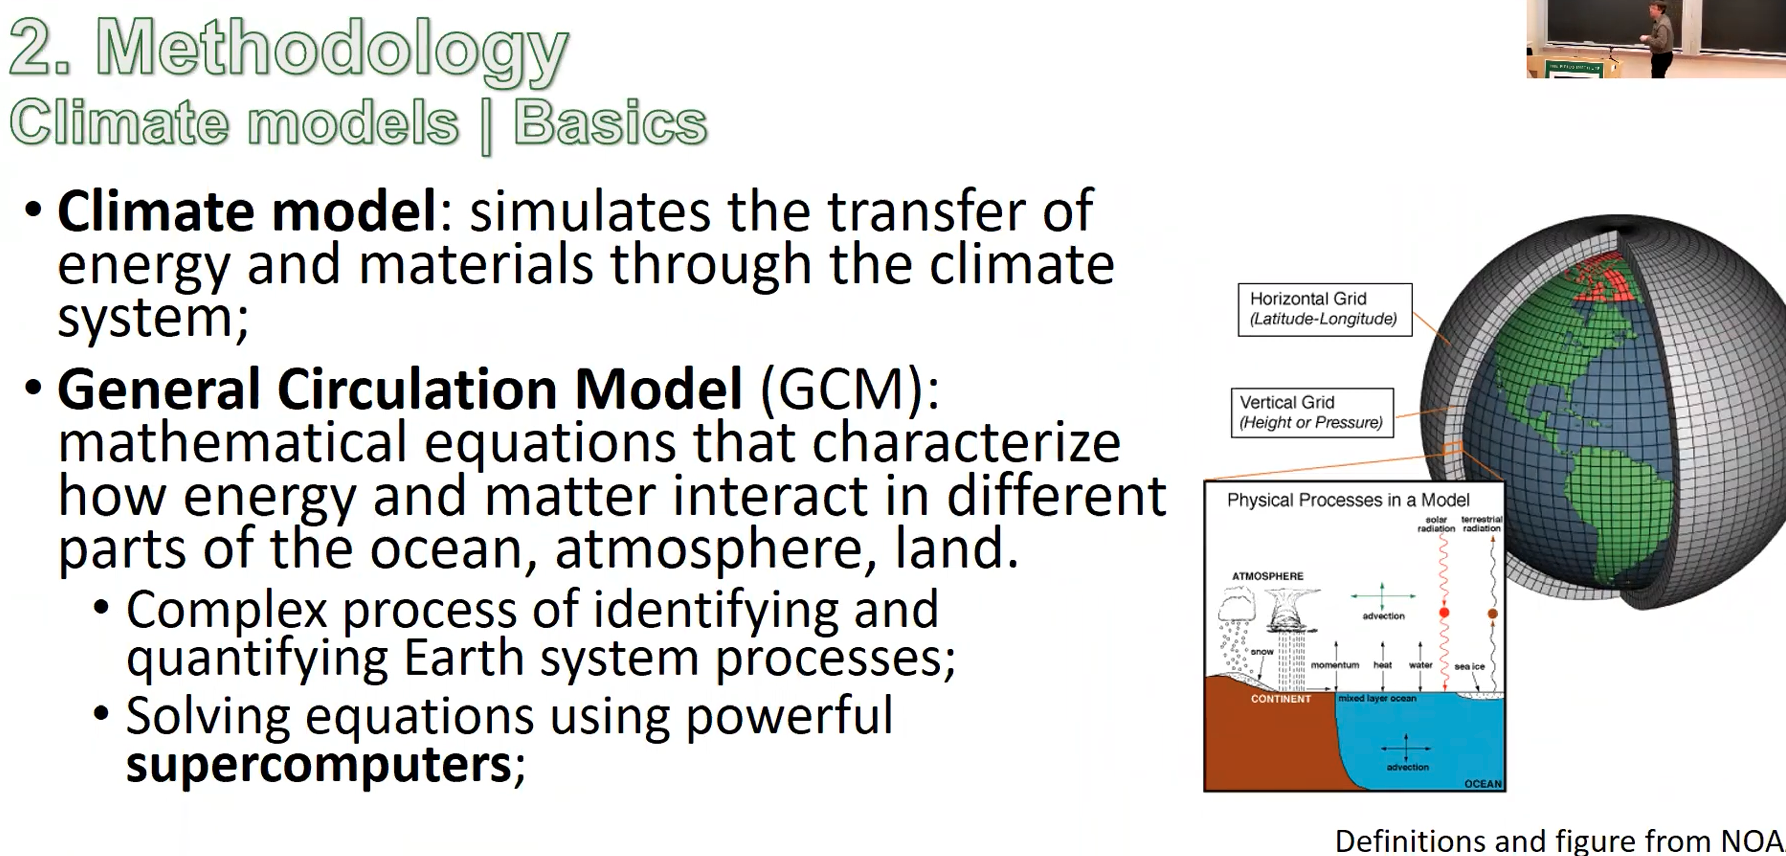 2. Methodology
Climate models | Basics
• Climate model: simulates the transfer of
energy and materials through the climate
system;
• General Circulation Model (GCM):
mathematical equations that characterize
how energy and matter interact in different
parts of the ocean, atmosphere, land.
• Complex process of identifying and
quantifying Earth system processes;
• Solving equations using powerful
supercomputers;
Horizontal Grid
(Latitude-Longitude)
Vertical Grid
(Height or Pressure)
Physical Processes in a Model
solar
radiation
terrestrial
radiation
ATMOSPHERE
advection
snow
momentum
heat
water
sea ice
CONTINENT
mixed layer ocean
advection
OCEAN
Definitions and figure from NOA